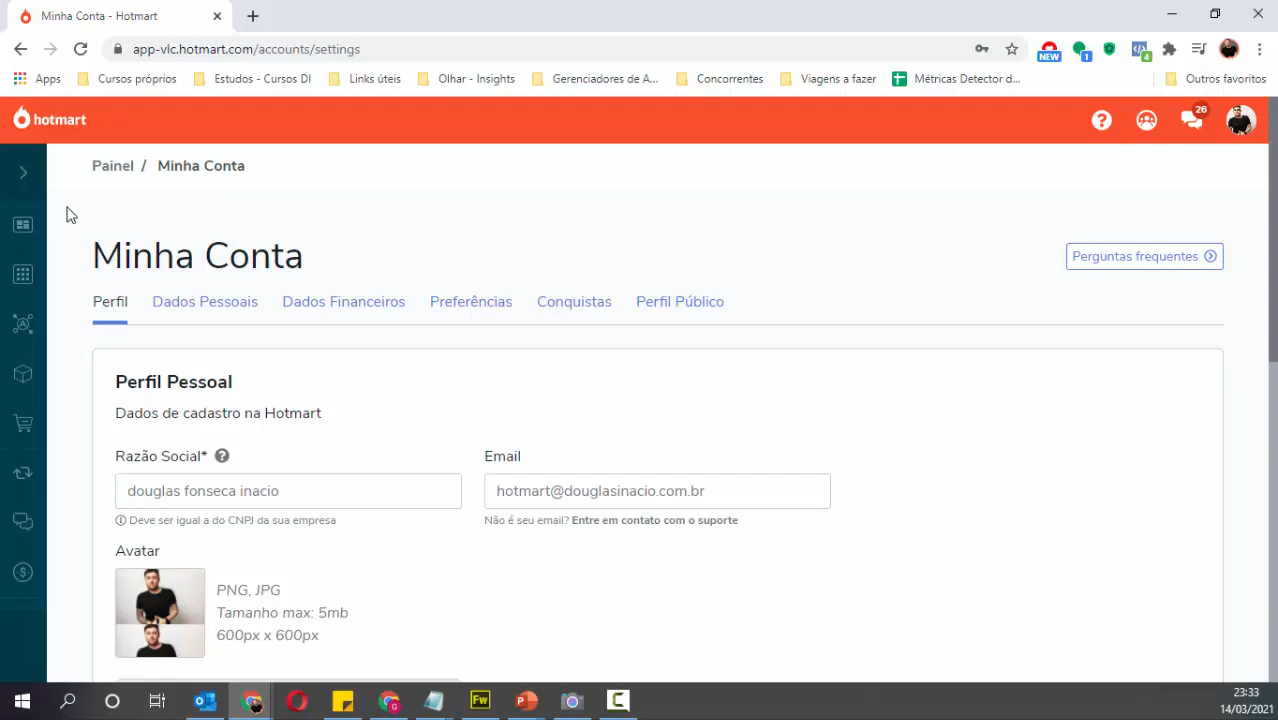 Minha Conta - Hotmart
app-vlc.hotmart.com/accounts/settings
NEW 1 4
Apps Cursos próprios Estudos - Cursos DI Links úteis Olhar - Insights Gerenciadores de A... Concorrentes Viagens a fazer Métricas Detector d... Outros favoritos
hotmart 26
Painel / Minha Conta
Minha Conta
Perguntas frequentes
Perfil Dados Pessoais Dados Financeiros Preferências Conquistas Perfil Público
Perfil Pessoal
Dados de cadastro na Hotmart
Razão Social* Email
douglas fonseca inacio hotmart@douglasinacio.com.br
Deve ser igual a do CNPJ da sua empresa Não é seu email? Entre em contato com o suporte
Avatar
PNG, JPG
Tamanho max: 5mb
600px x 600px
Fw
23:33
14/03/2021